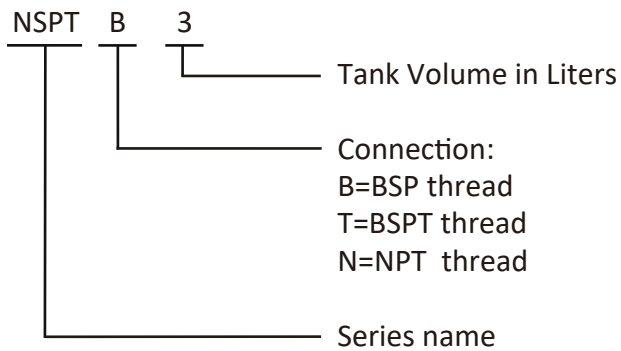 NSPT B 3
Tank Volume in Liters
Connection:
B=BSP thread
T=BSPT thread
N=NPT thread
Series name